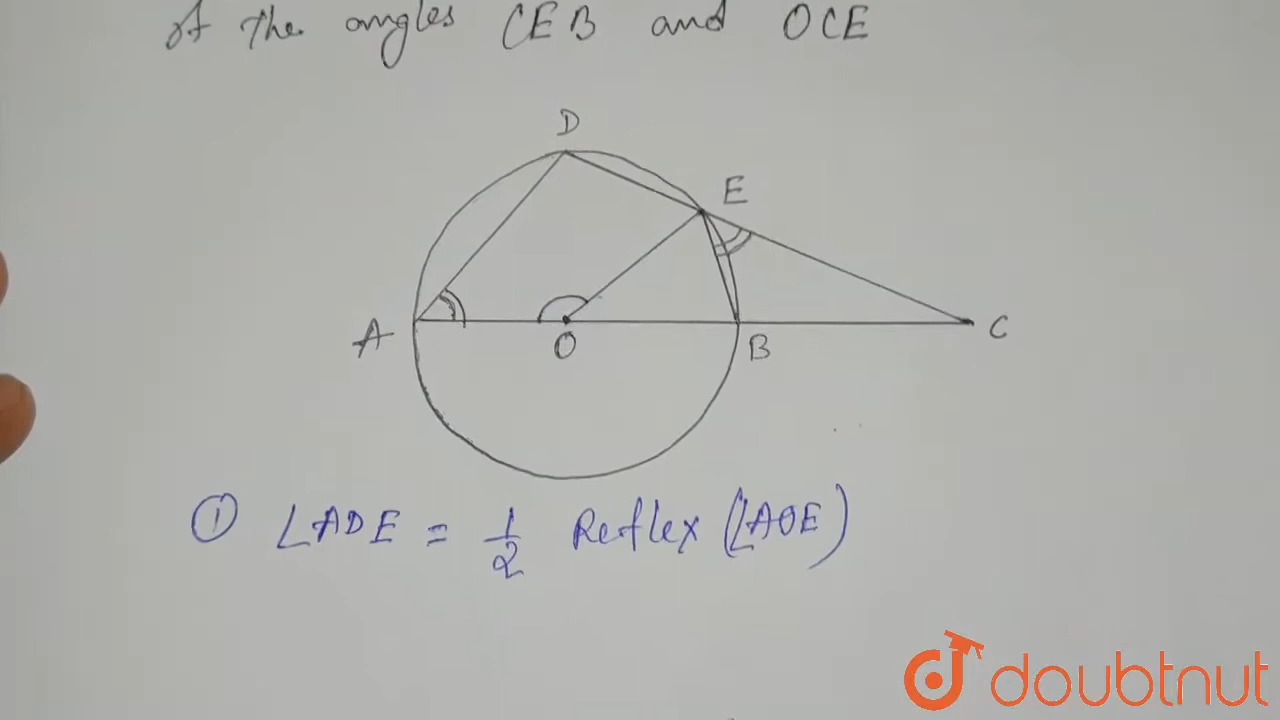 of the angles CEB and OCE
D
E
A
O
B
C
① ∠ADE = 1/2 Reflex (∠AOE)
doubtnut